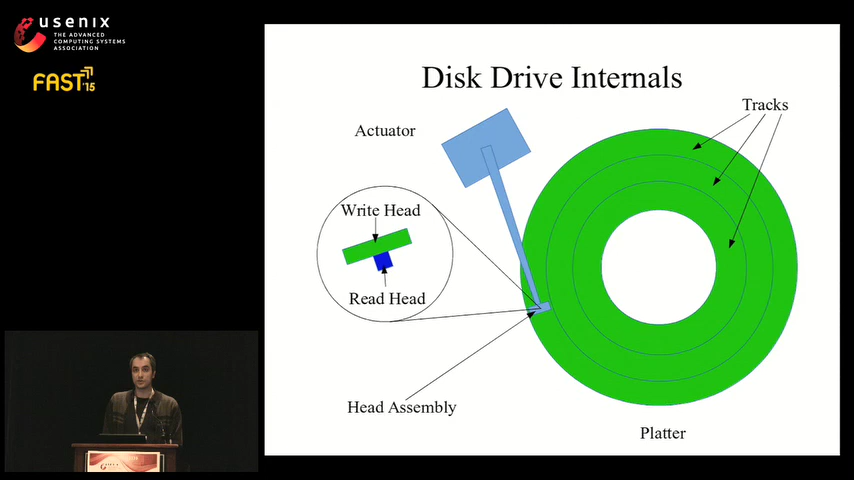 usenix
THE ADVANCED
COMPUTING SYSTEMS
ASSOCIATION
FAST '15
Disk Drive Internals
Tracks
Actuator
Write Head
Read Head
Head Assembly
Platter